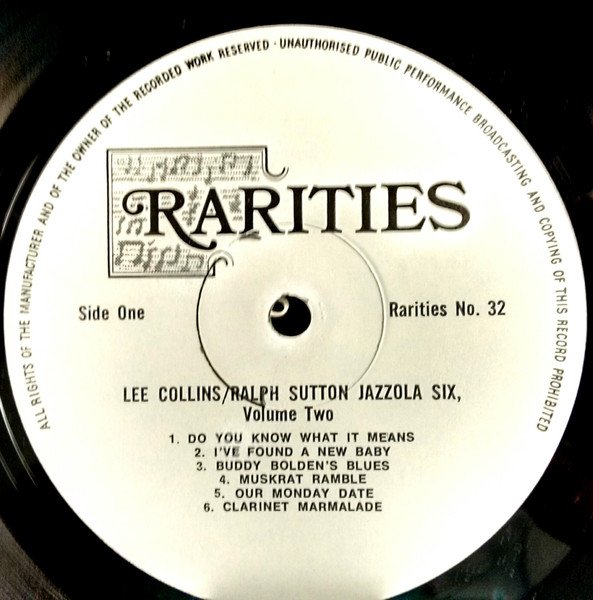 ALL RIGHTS OF THE MANUFACTURER AND OF THE OWNER OF THE RECORDED WORK RESERVED · UNAUTHORISED PUBLIC PERFORMANCE BROADCASTING AND COPYING OF THIS RECORD PROHIBITED
RARITIES
Side One
Rarities No. 32
LEE COLLINS/RALPH SUTTON JAZZOLA SIX,
Volume Two
1. DO YOU KNOW WHAT IT MEANS
2. I'VE FOUND A NEW BABY
3. BUDDY BOLDEN'S BLUES
4. MUSKRAT RAMBLE
5. OUR MONDAY DATE
6. CLARINET MARMALADE